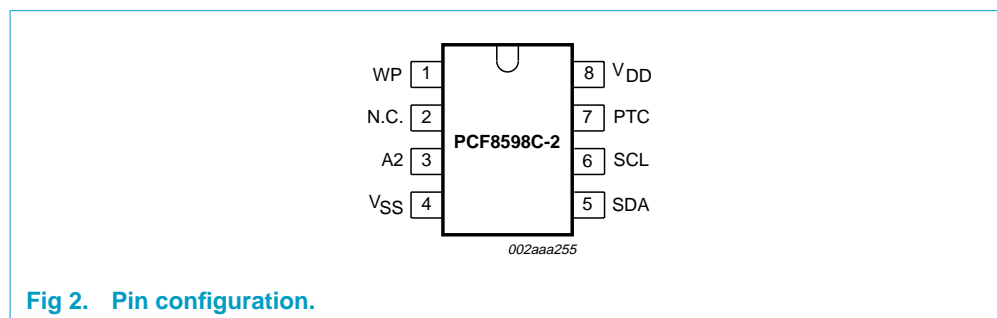 WP 1 8 VDD
N.C. 2 7 PTC
PCF8598C-2
A2 3 6 SCL
VSS 4 5 SDA
002aaa255
Fig 2. Pin configuration.